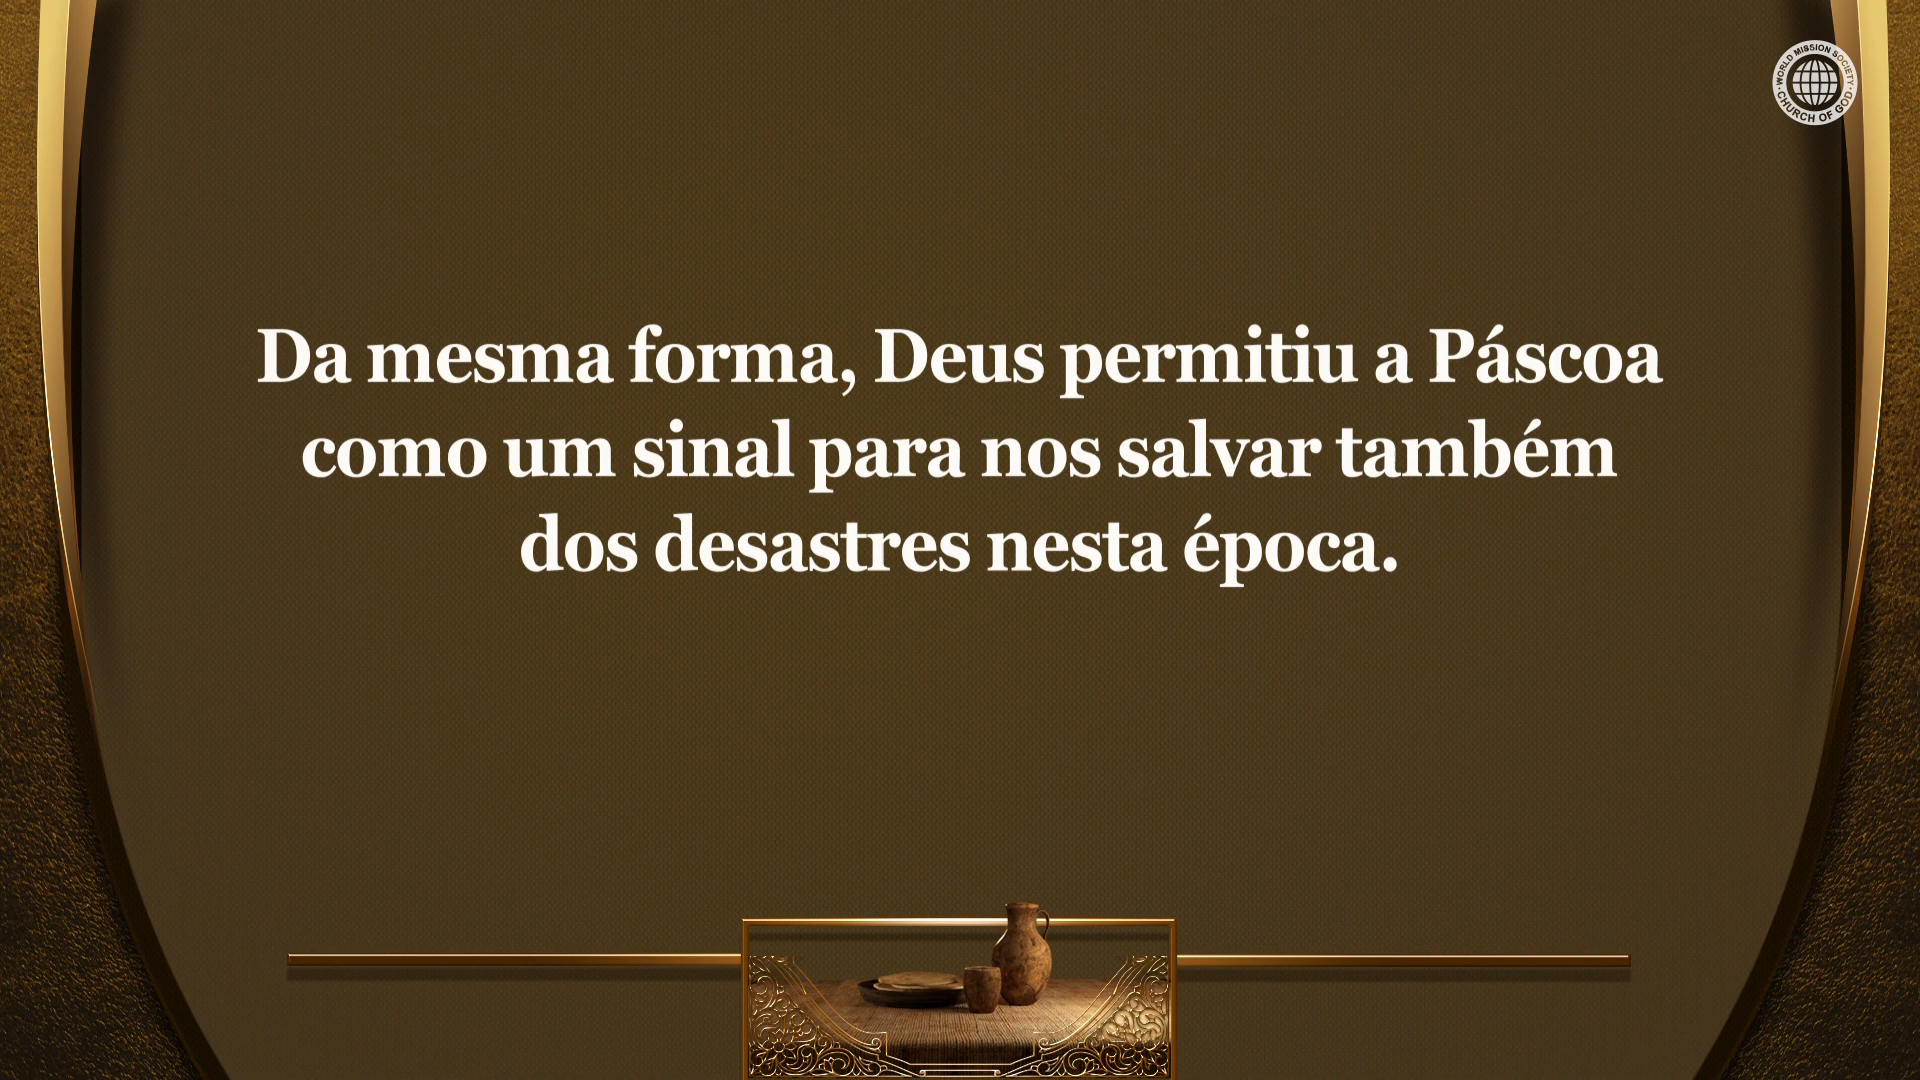 WORLD MISSION SOCIETY
CHURCH OF GOD
Da mesma forma, Deus permitiu a Páscoa
como um sinal para nos salvar também
dos desastres nesta época.